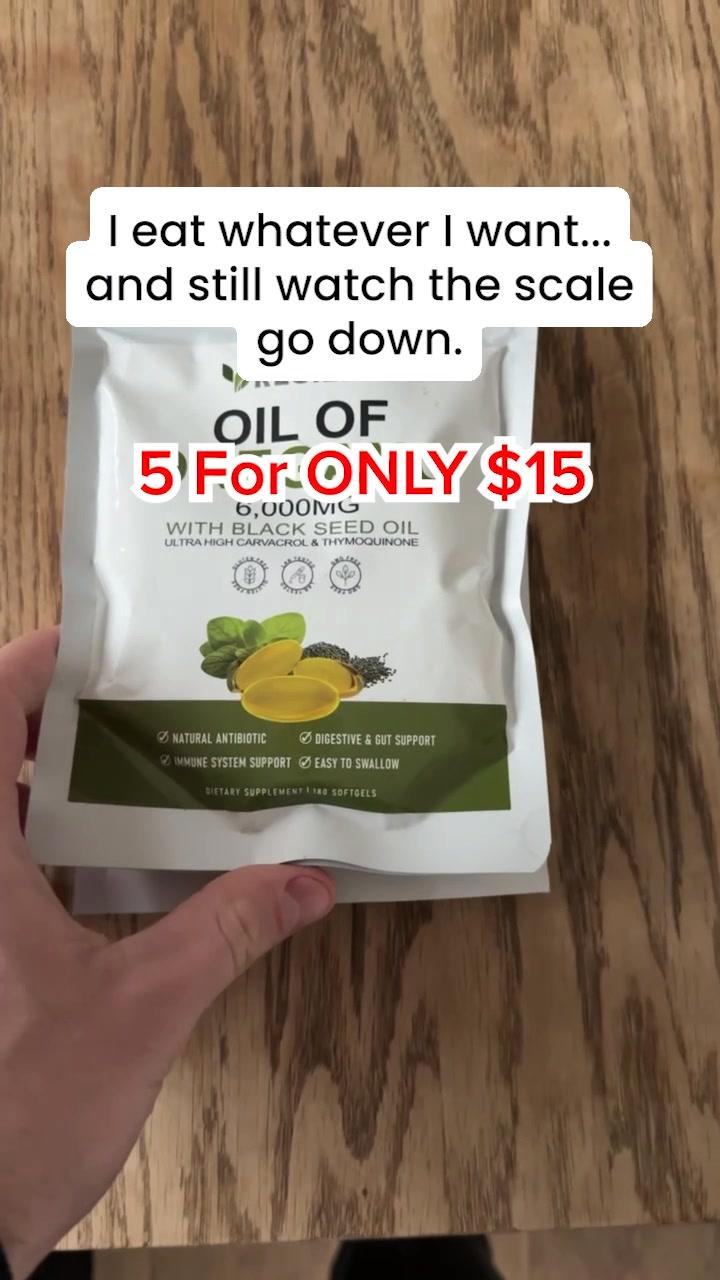 I eat whatever I want...
and still watch the scale
go down.
OIL OF
5 For ONLY $15
6,000MG
WITH BLACK SEED OIL
ULTRA HIGH CARVACROL & THYMOQUINONE
NATURAL ANTIBIOTIC
DIGESTIVE & GUT SUPPORT
IMMUNE SYSTEM SUPPORT
EASY TO SWALLOW
DIETARY SUPPLEMENT | 180 SOFTGELS